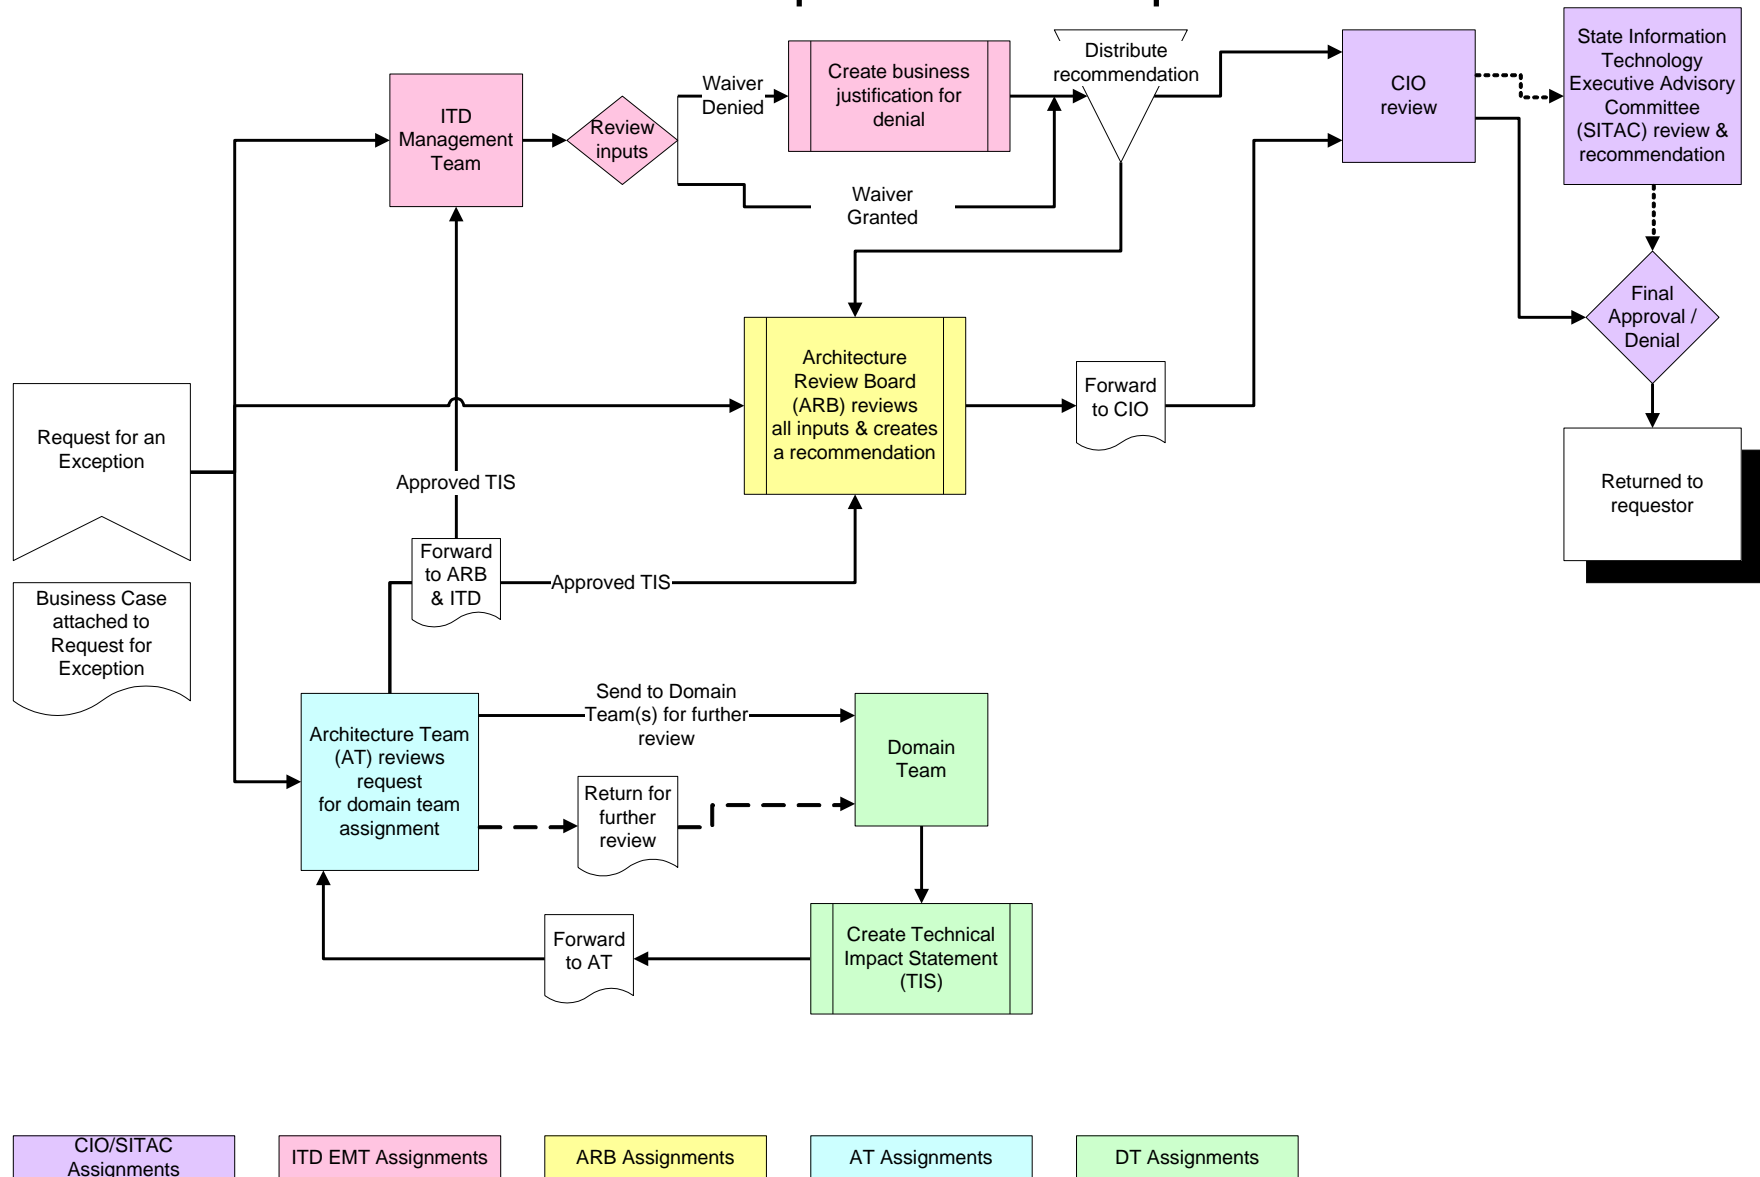 Waiver
Denied
Create business
justification for
denial
Distribute
recommendation
CIO
review
State Information
Technology
Executive Advisory
Committee
(SITAC) review &
recommendation
ITD
Management
Team
Review
inputs
Waiver
Granted
Final
Approval /
Denial
Architecture
Review Board
(ARB) reviews
all inputs & creates
a recommendation
Forward
to CIO
Request for an
Exception
Approved TIS
Returned to
requestor
Forward
to ARB
& ITD
Approved TIS
Business Case
attached to
Request for
Exception
Send to Domain
Team(s) for further
review
Architecture Team
(AT) reviews
request
for domain team
assignment
Domain
Team
Return for
further
review
Forward
to AT
Create Technical
Impact Statement
(TIS)
CIO/SITAC
Assignments
ITD EMT Assignments
ARB Assignments
AT Assignments
DT Assignments